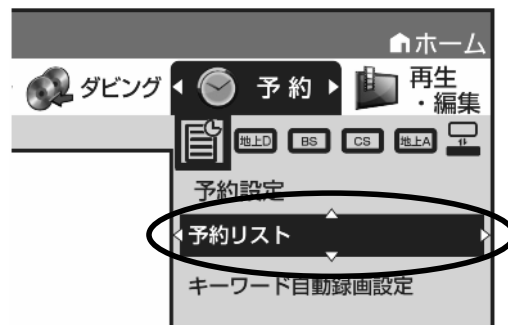 ホーム
ダビング
予約
再生
・編集
地上D BS CS 地上A
予約設定
予約リスト
キーワード自動録画設定